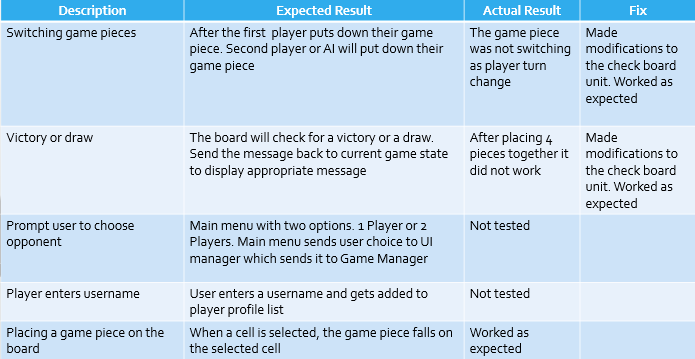 Description Expected Result Actual Result Fix
Switching game pieces
After the first player puts down their game
piece. Second player or AI will put down their
game piece
The game piece
was not switching
as player turn
change
Made
modifications to
the check board
unit. Worked as
expected
Victory or draw
The board will check for a victory or a draw.
Send the message back to current game state
to display appropriate message
After placing 4
pieces together it
did not work
Made
modifications to
the check board
unit. Worked as
expected
Prompt user to choose
opponent
Main menu with two options. 1 Player or 2
Players. Main menu sends user choice to UI
manager which sends it to Game Manager
Not tested
Player enters username
User enters a username and gets added to
player profile list
Not tested
Placing a game piece on the
board
When a cell is selected, the game piece falls on
the selected cell
Worked as
expected